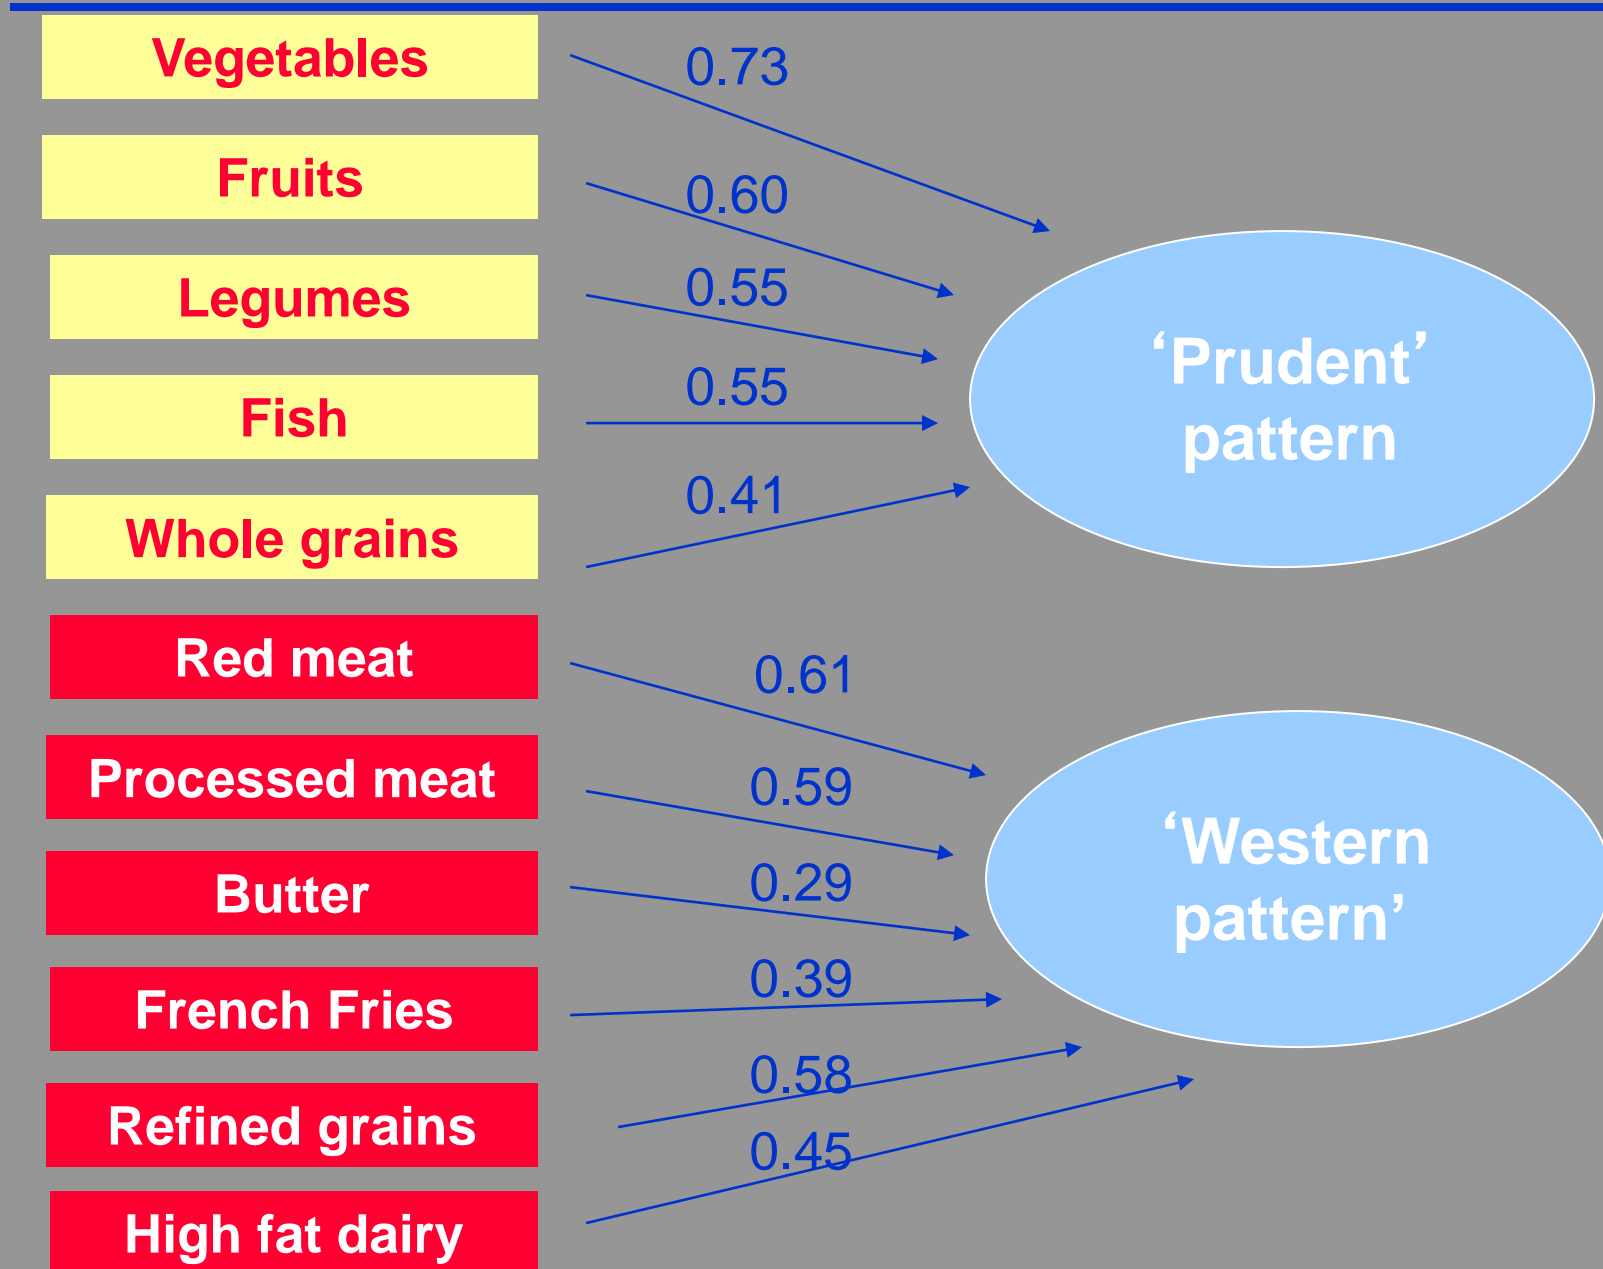 Vegetables
0.73
Fruits
0.60
Legumes
0.55
Fish
0.55
Whole grains
0.41
‘Prudent’
pattern
Red meat
0.61
Processed meat
0.59
Butter
0.29
French Fries
0.39
Refined grains
0.58
High fat dairy
0.45
‘Western
pattern’